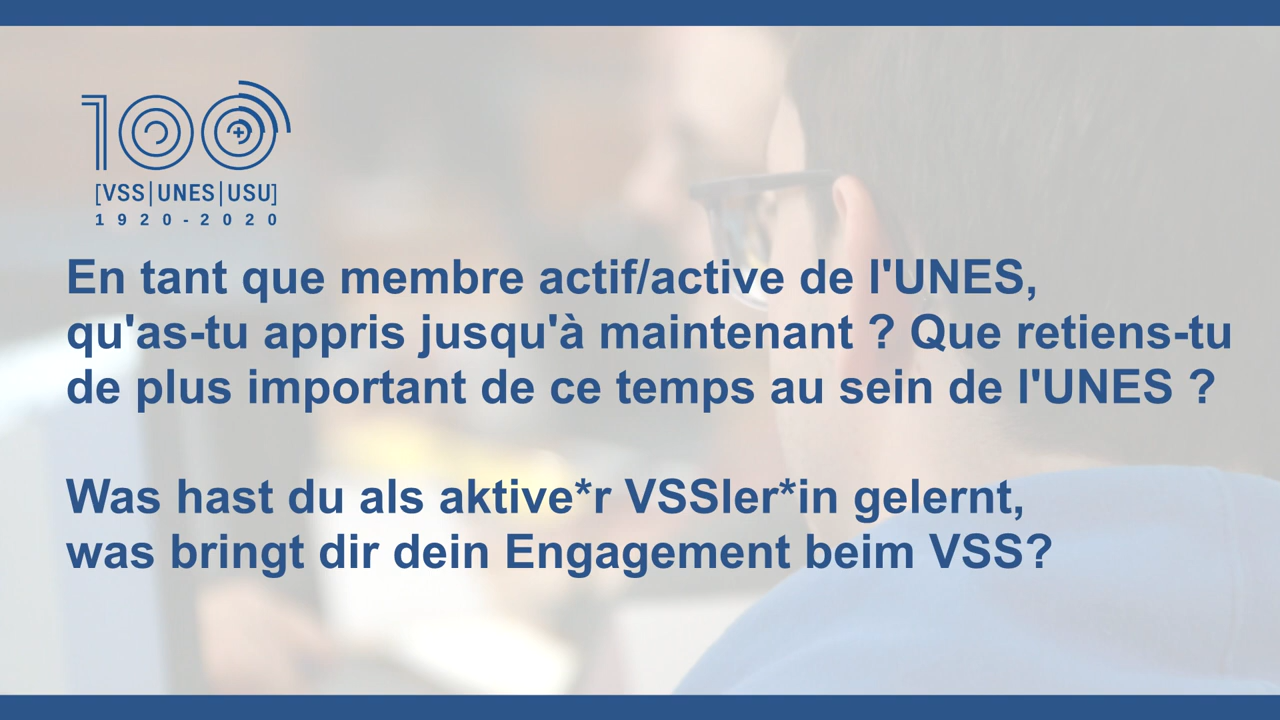 100
[VSS|UNES|USU]
1920-2020
En tant que membre actif/active de l'UNES,
qu'as-tu appris jusqu'à maintenant ? Que retiens-tu
de plus important de ce temps au sein de l'UNES ?
Was hast du als aktive*r VSSler*in gelernt,
was bringt dir dein Engagement beim VSS?